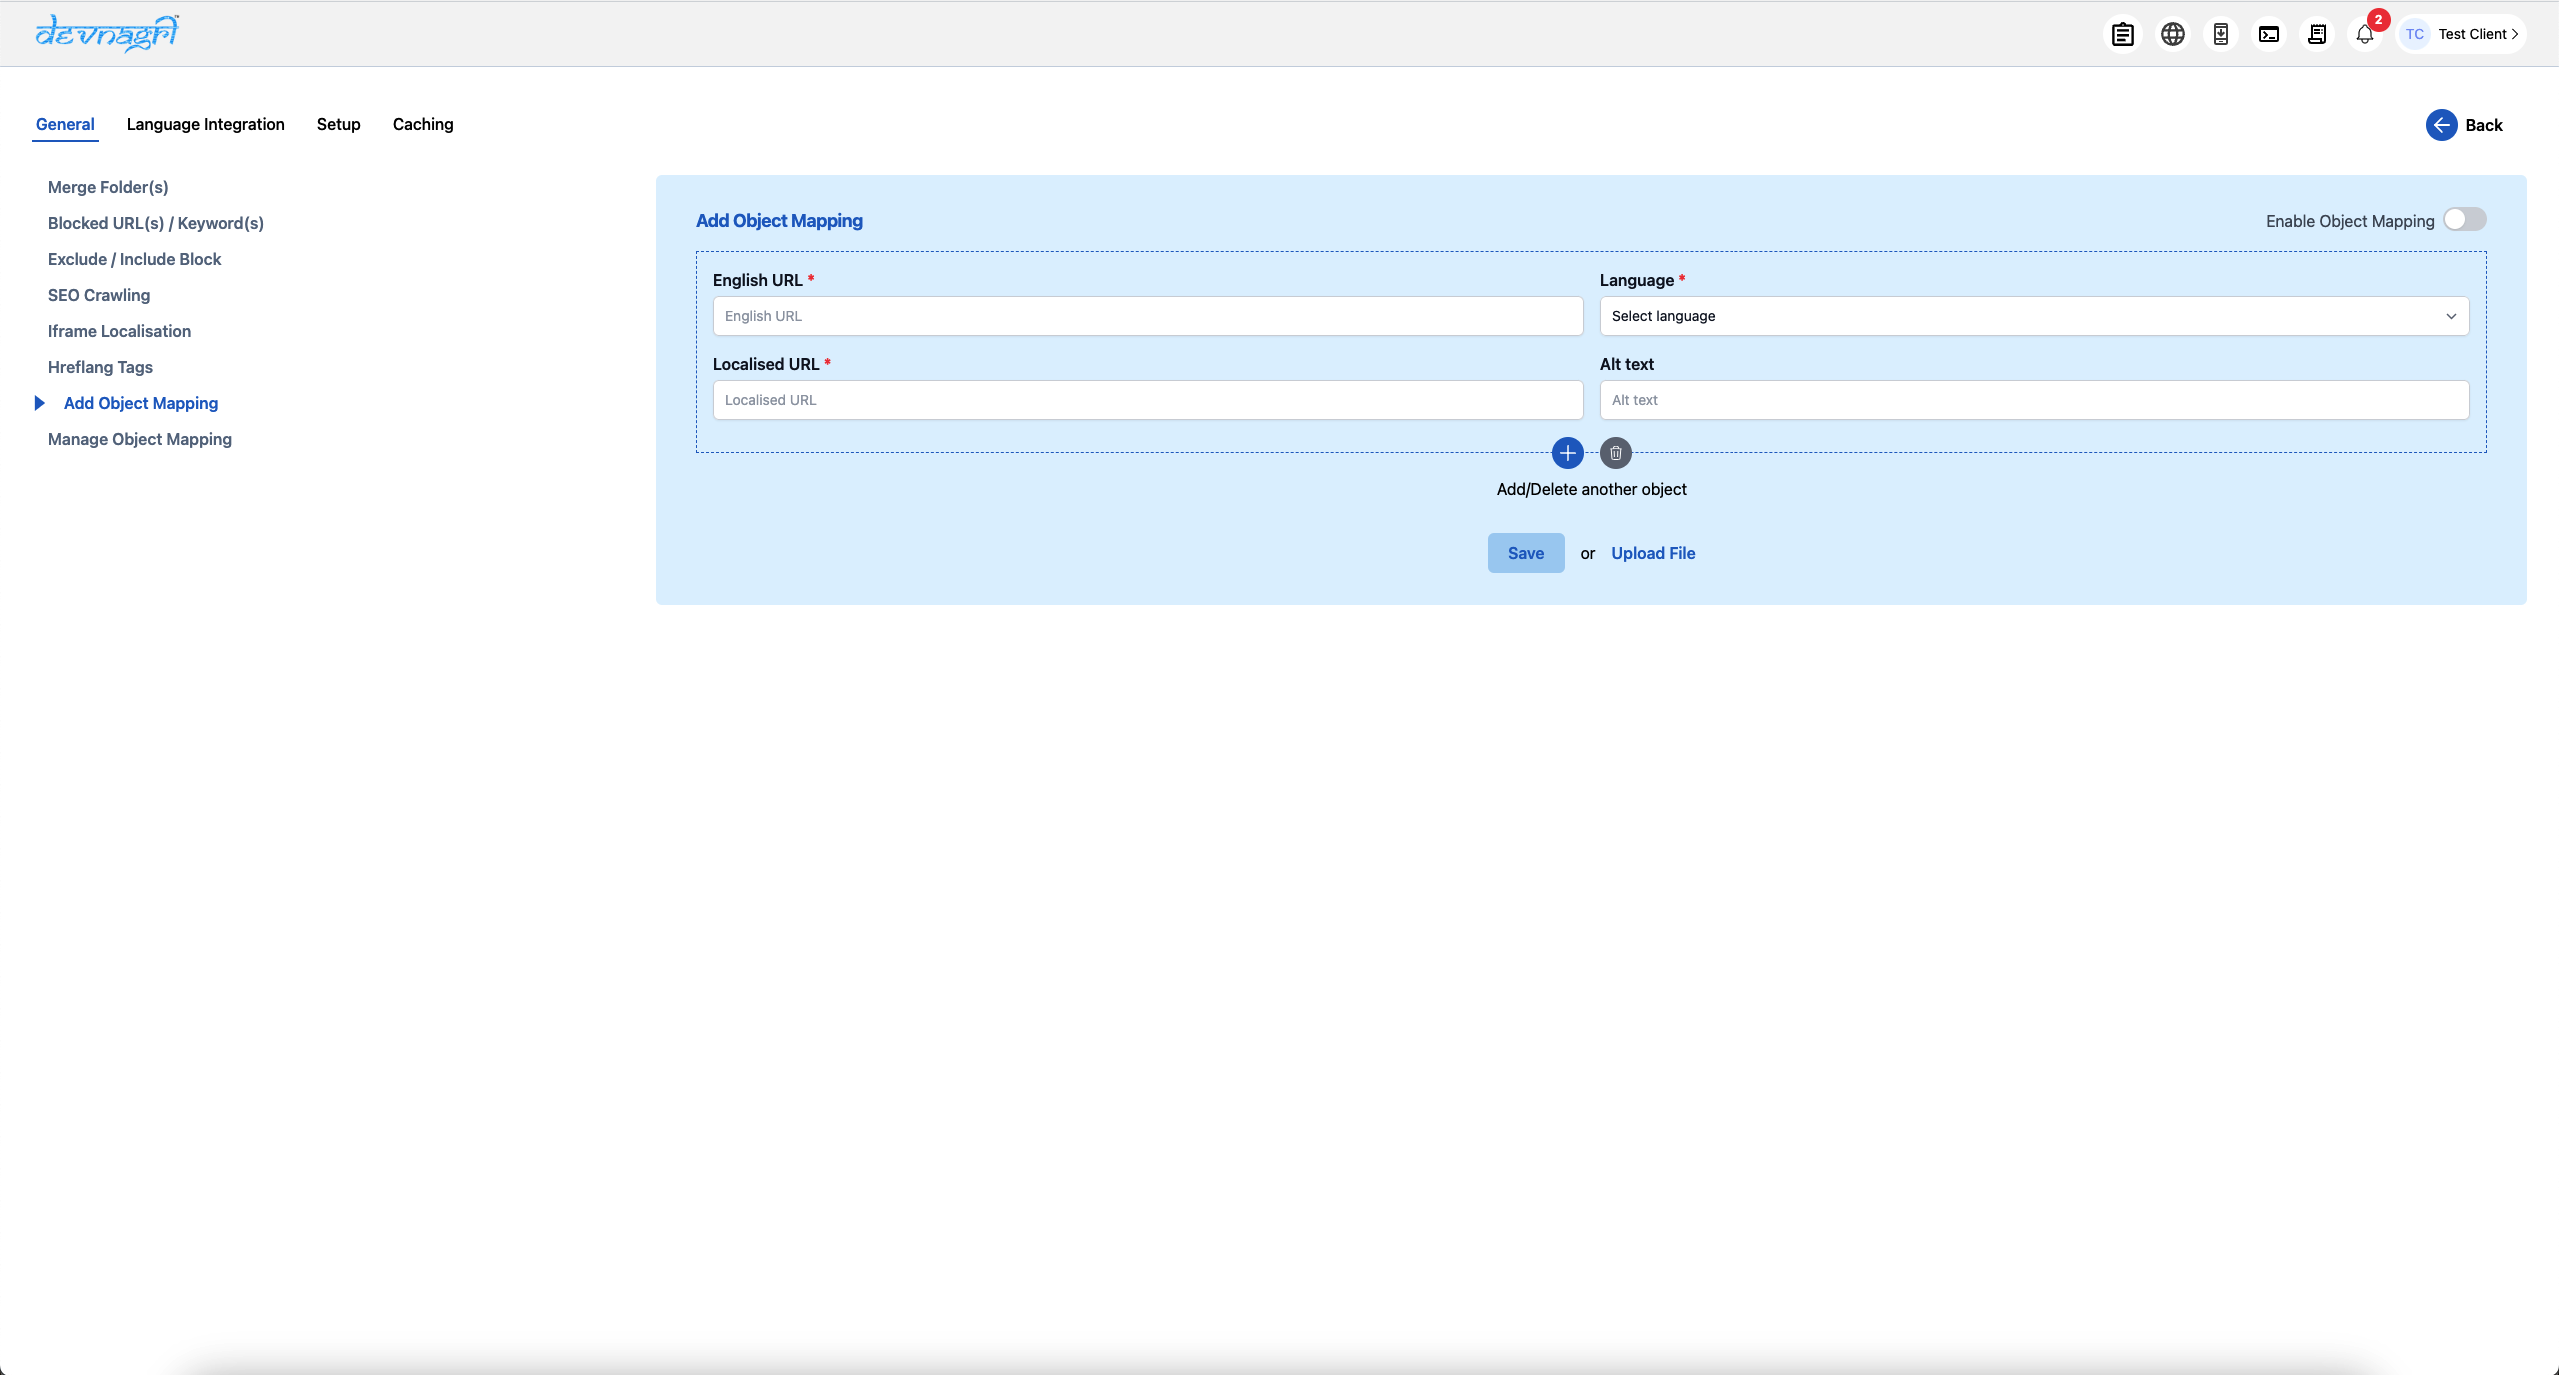 devnagri™
2
TC Test Client
General Language Integration Setup Caching
Back
Merge Folder(s)
Blocked URL(s) / Keyword(s)
Exclude / Include Block
SEO Crawling
Iframe Localisation
Hreflang Tags
Add Object Mapping
Manage Object Mapping
Add Object Mapping
Enable Object Mapping
English URL *
English URL
Language *
Select language
Localised URL *
Localised URL
Alt text
Alt text
Add/Delete another object
Save or Upload File